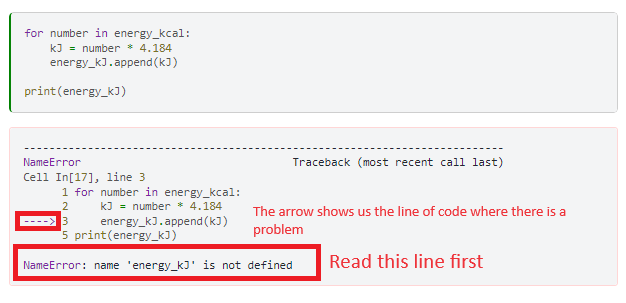 for number in energy_kcal:
    kJ = number * 4.184
    energy_kJ.append(kJ)

print(energy_kJ)

---------------------------------------------------------------------------
NameError                                 Traceback (most recent call last)
Cell In[17], line 3
      1 for number in energy_kcal:
      2     kJ = number * 4.184
----> 3     energy_kJ.append(kJ)
      5 print(energy_kJ)
The arrow shows us the line of code where there is a
problem

NameError: name 'energy_kJ' is not defined
Read this line first